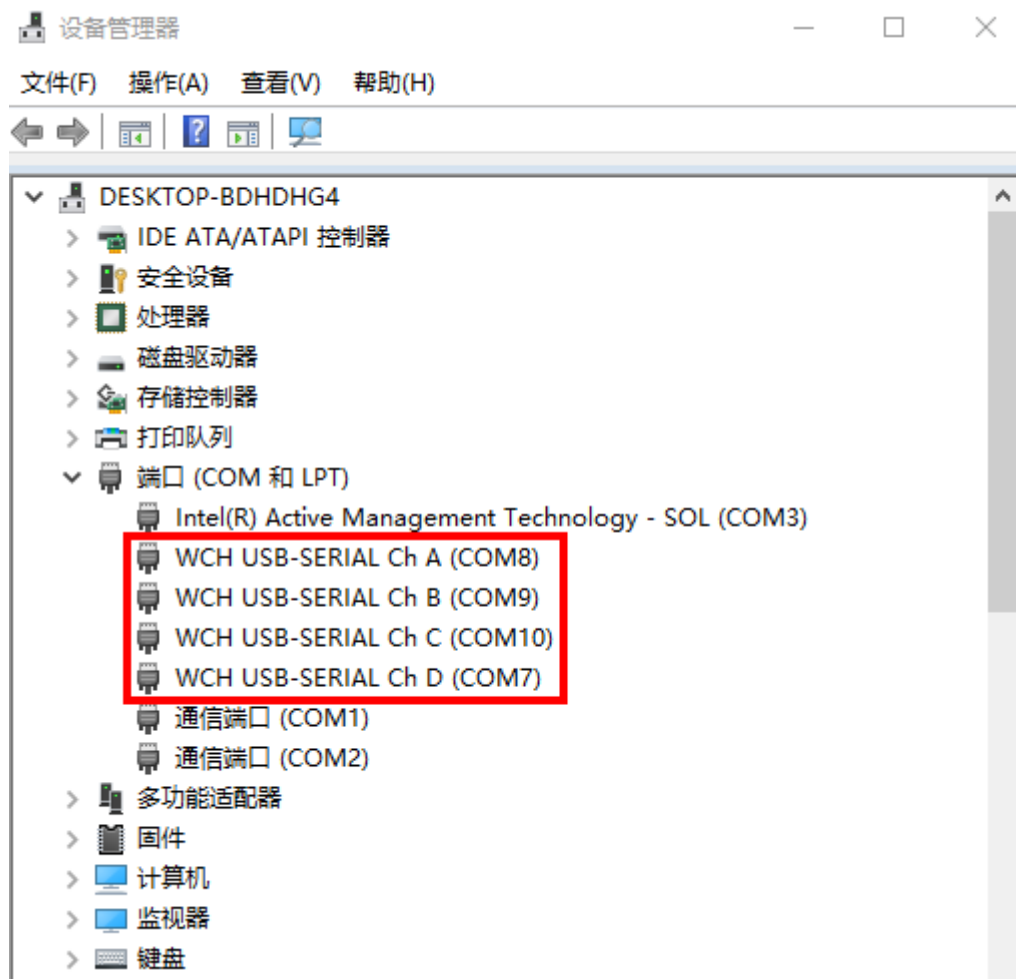 设备管理器
文件(F) 操作(A) 查看(V) 帮助(H)
DESKTOP-BDHDHG4
IDE ATA/ATAPI 控制器
安全设备
处理器
磁盘驱动器
存储控制器
打印队列
端口 (COM 和 LPT)
Intel(R) Active Management Technology - SOL (COM3)
WCH USB-SERIAL Ch A (COM8)
WCH USB-SERIAL Ch B (COM9)
WCH USB-SERIAL Ch C (COM10)
WCH USB-SERIAL Ch D (COM7)
通信端口 (COM1)
通信端口 (COM2)
多功能适配器
固件
计算机
监视器
键盘